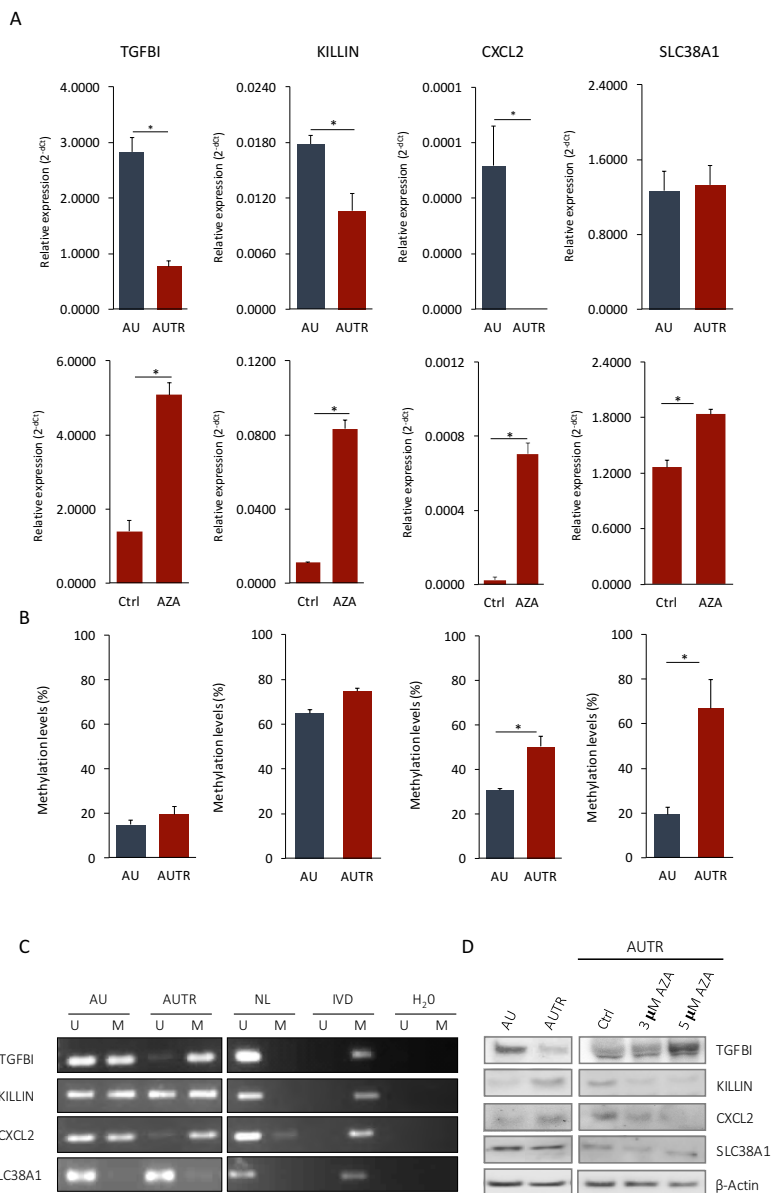 A
TGFBI KILLIN CXCL2 SLC38A1
Relative expression (2-dCt)
4.0000
3.0000
2.0000
1.0000
0.0000
*
AU AUTR
Relative expression (2-dCt)
0.0240
0.0180
0.0120
0.0060
0.0000
*
AU AUTR
Relative expression (2-dCt)
0.0001
0.0001
0.0000
0.0000
0.0000
*
AU AUTR
Relative expression (2-dCt)
2.4000
1.6000
0.8000
0.0000
AU AUTR
Relative expression (2-dCt)
6.0000
4.0000
2.0000
0.0000
*
Ctrl AZA
Relative expression (2-dCt)
0.1200
0.0800
0.0400
0.0000
*
Ctrl AZA
Relative expression (2-dCt)
0.0012
0.0008
0.0004
0.0000
*
Ctrl AZA
Relative expression (2-dCt)
2.4000
1.8000
1.2000
0.6000
0.0000
*
Ctrl AZA
B
Methylation levels (%)
100
80
60
40
20
0
AU AUTR
Methylation levels (%)
100
80
60
40
20
0
AU AUTR
Methylation levels (%)
100
80
60
40
20
0
*
AU AUTR
Methylation levels (%)
100
80
60
40
20
0
*
AU AUTR
C
AU AUTR NL IVD H20
U M U M U M U M U M
TGFBI
KILLIN
CXCL2
SLC38A1
D
AUTR
AU AUTR Ctrl 3 µM AZA 5 µM AZA
TGFBI
KILLIN
CXCL2
SLC38A1
β-Actin